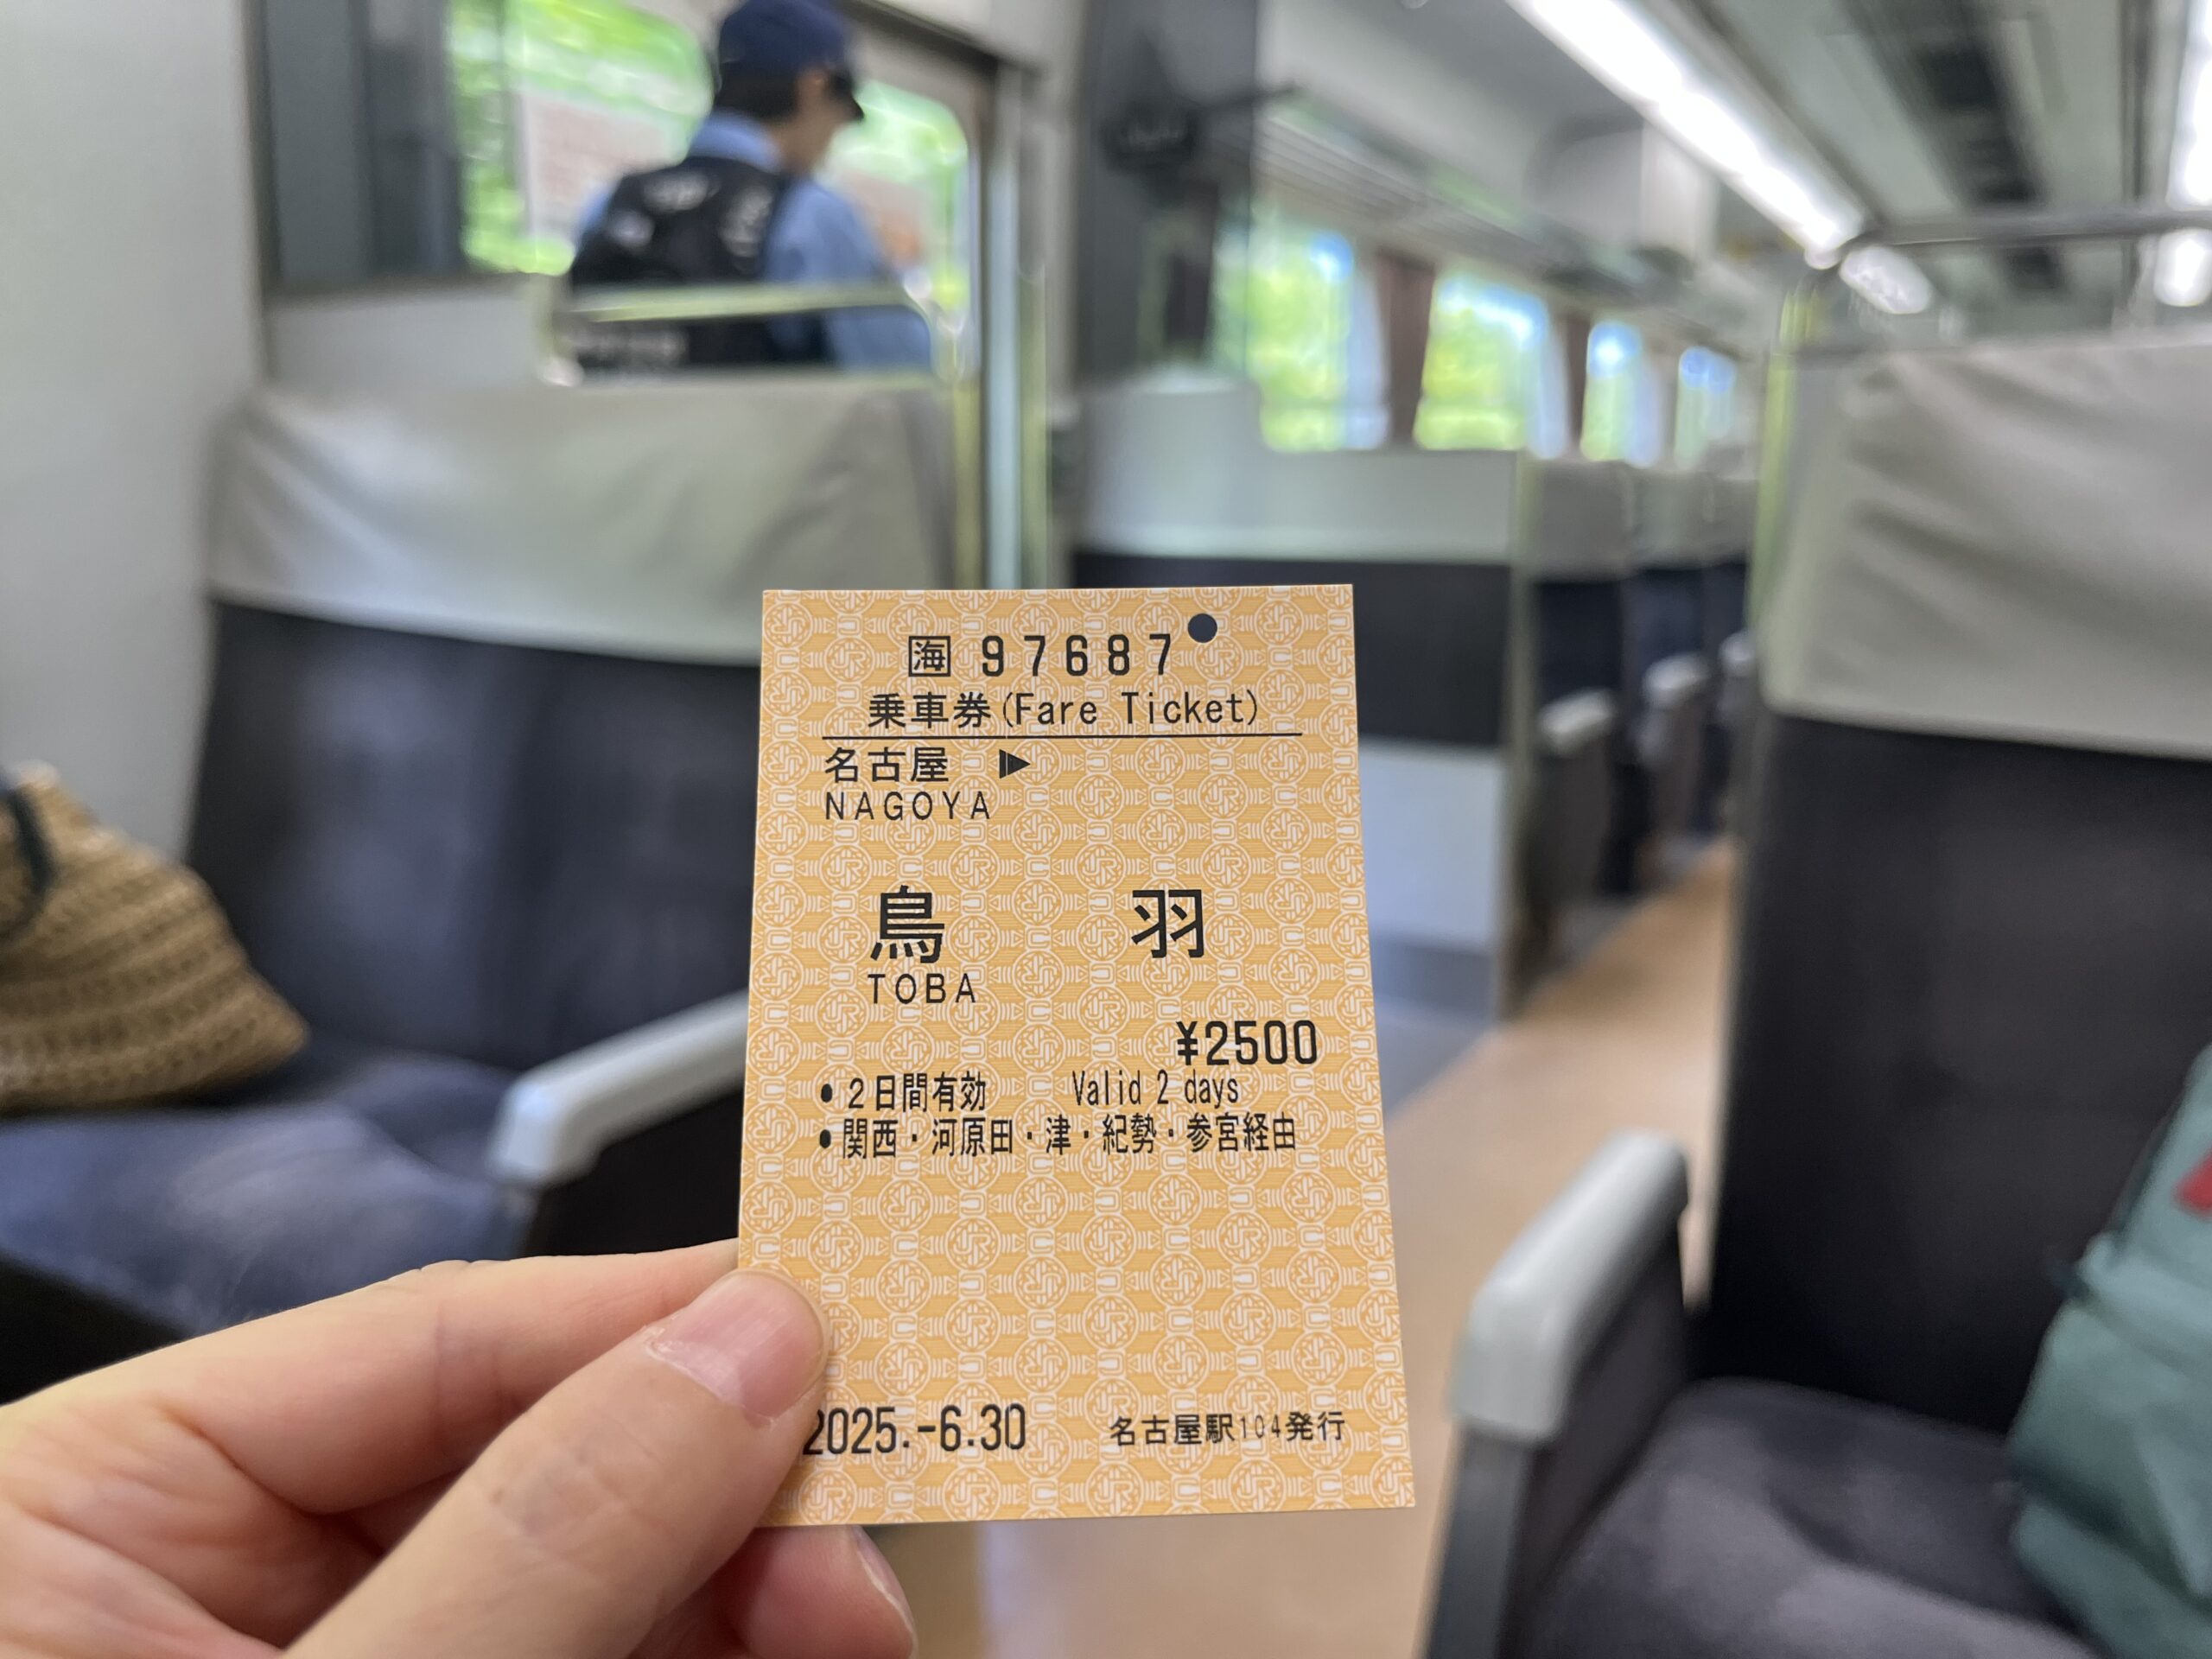 海 97687
乗車券(Fare Ticket)
名古屋 ▶
NAGOYA
鳥 羽
TOBA
¥2500
•2日間有効 Valid 2 days
•関西・河原田・津・紀勢・参宮経由
2025.-6.30 名古屋駅104発行